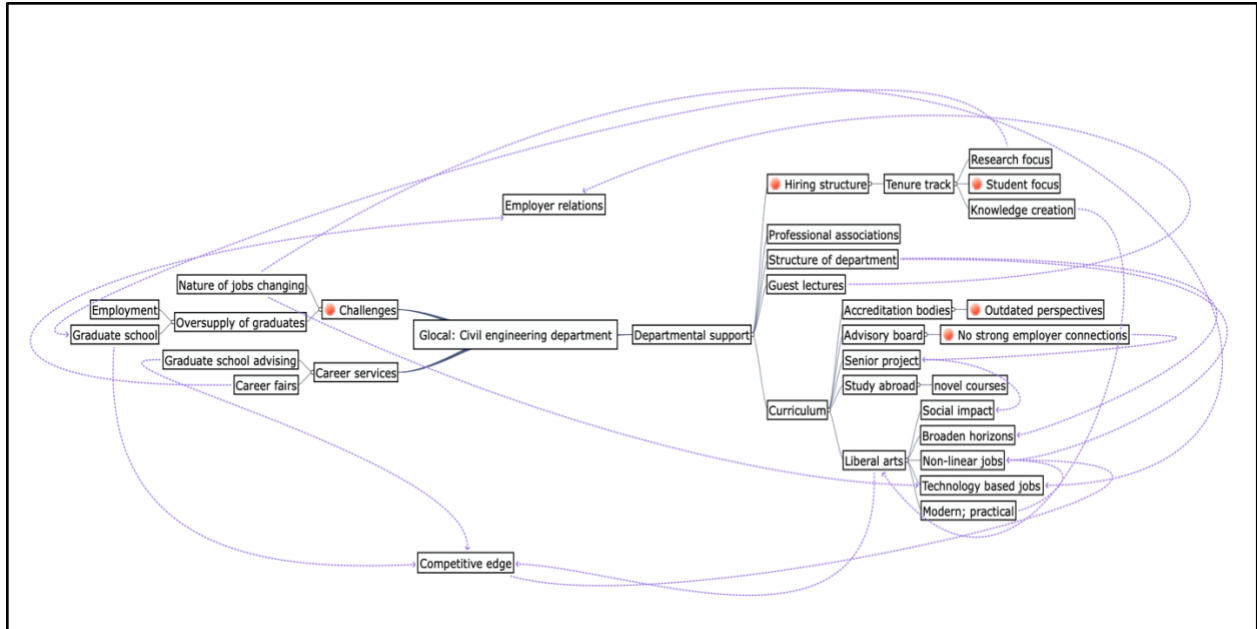 Research focus
Hiring structure
Tenure track
Student focus
Employer relations
Knowledge creation
Professional associations
Structure of department
Nature of jobs changing
Guest lectures
Employment
Challenges
Accreditation bodies
Outdated perspectives
Oversupply of graduates
Graduate school
Glocal: Civil engineering department
Departmental support
Advisory board
No strong employer connections
Graduate school advising
Senior project
Career services
Career fairs
Study abroad
novel courses
Curriculum
Social impact
Broaden horizons
Liberal arts
Non-linear jobs
Technology based jobs
Modern; practical
Competitive edge